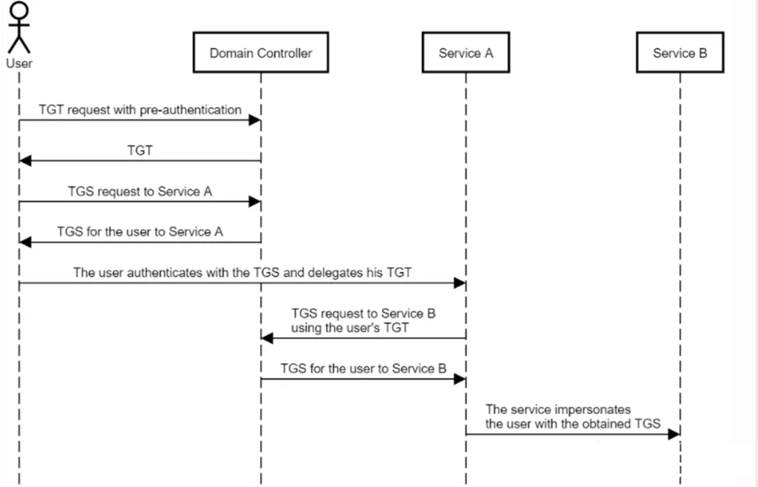 User
Domain Controller
Service A
Service B
TGT request with pre-authentication
TGT
TGS request to Service A
TGS for the user to Service A
The user authenticates with the TGS and delegates his TGT
TGS request to Service B
using the user's TGT
TGS for the user to Service B
The service impersonates
the user with the obtained TGS